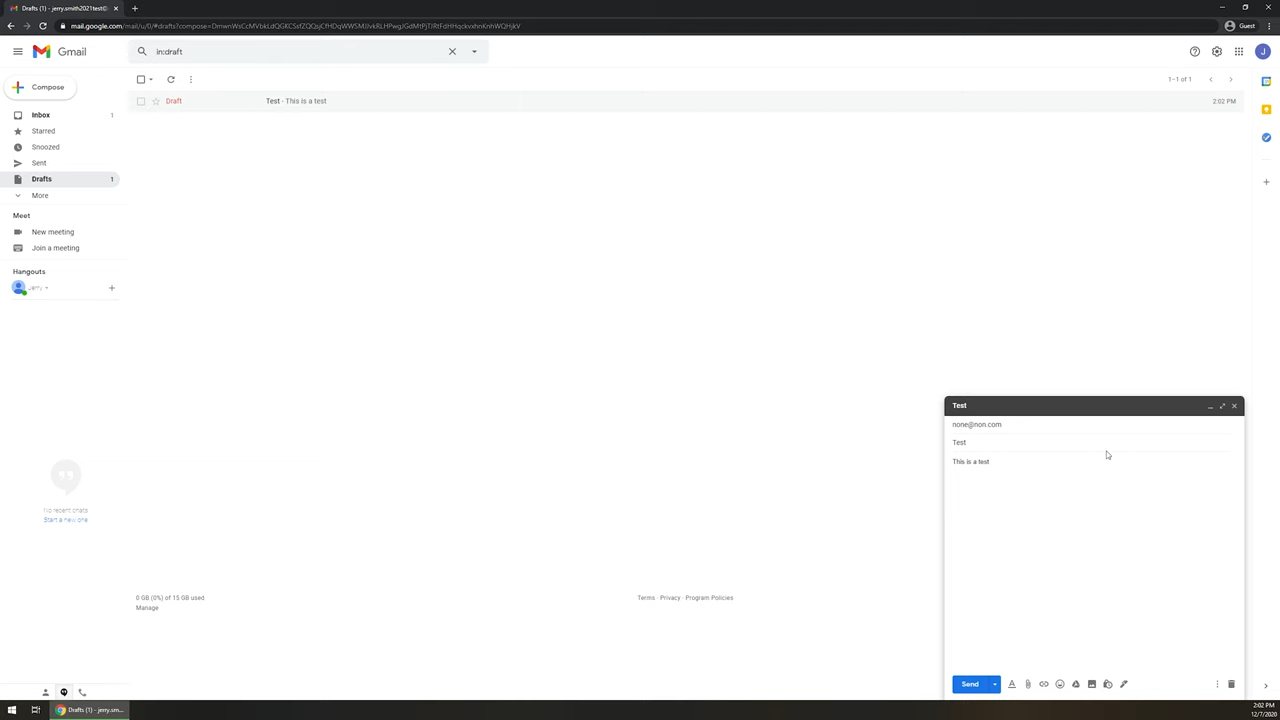 Drafts (1) - jerry.smith2021test@
mail.google.com/mail/u/0/#drafts?compose=
Guest
Gmail
in:draft
J
Compose
1–1 of 1
Draft
Test - This is a test
2:02 PM
Inbox 1
Starred
Snoozed
Sent
Drafts 1
More
Meet
New meeting
Join a meeting
Hangouts
Jerry
No recent chats
Start a new one
0 GB (0%) of 15 GB used
Manage
Terms · Privacy · Program Policies
Test
none@non.com
Test
This is a test
Send
Drafts (1) - jerry.sm...
2:02 PM
12/7/2020